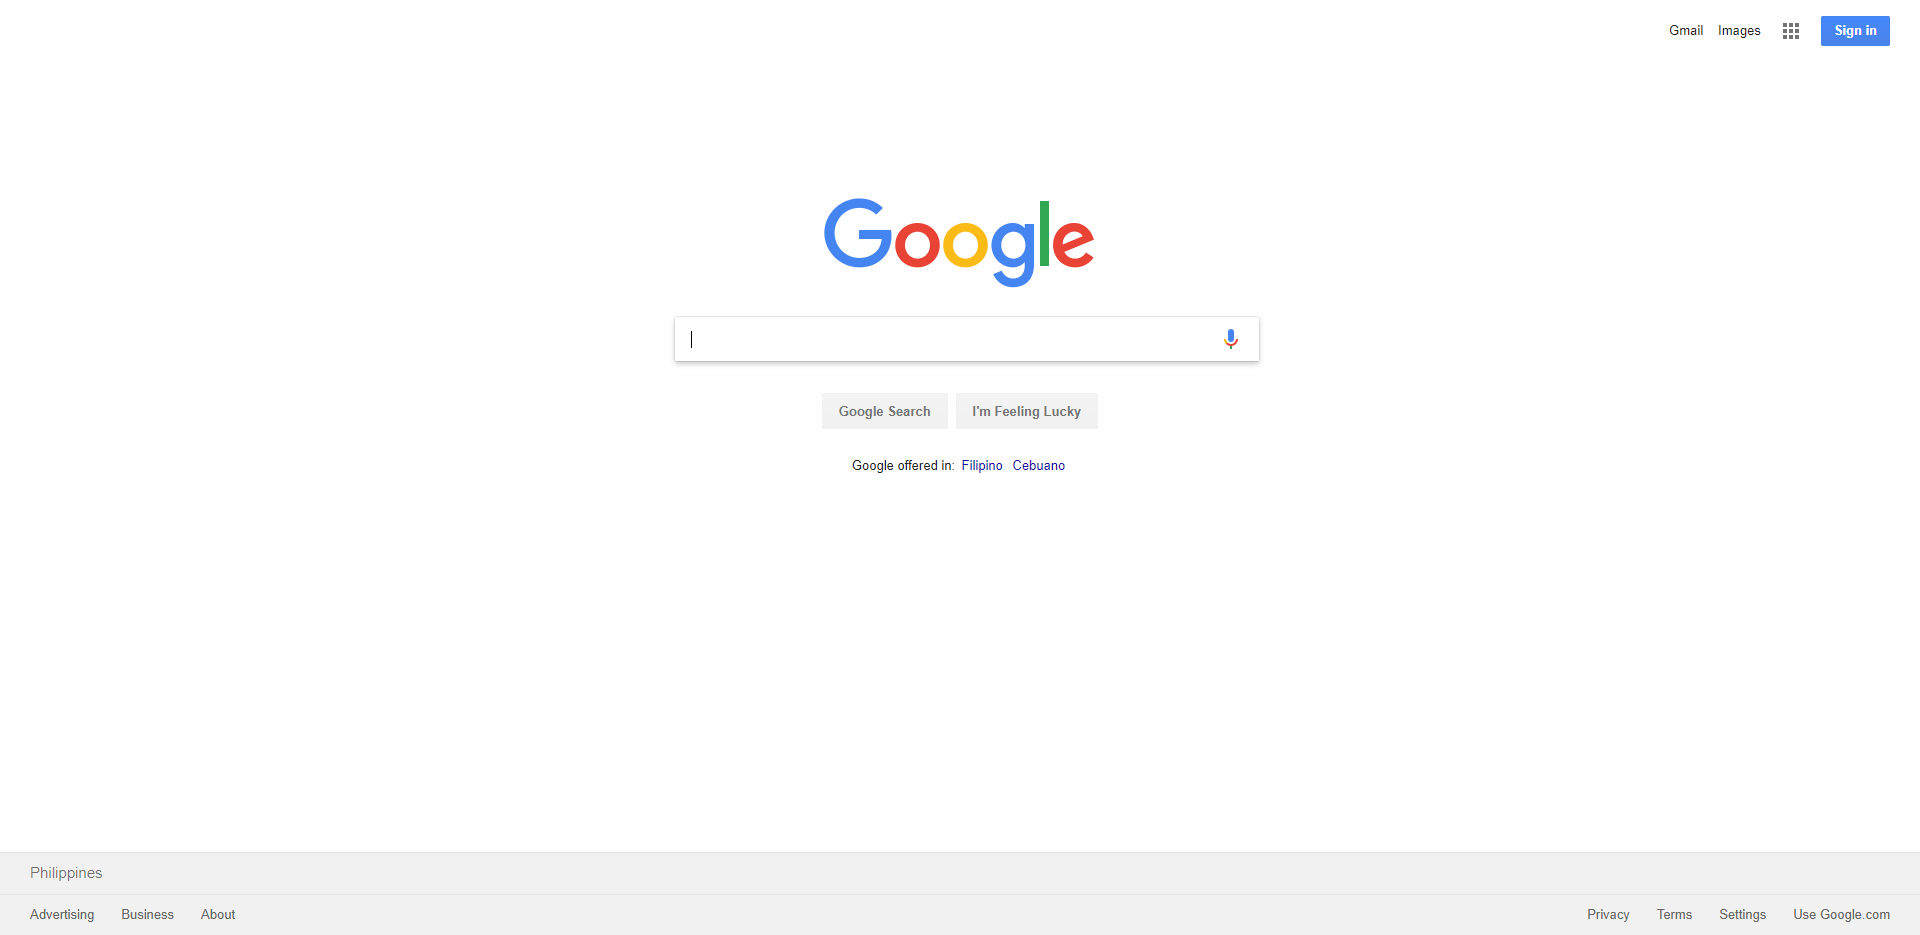 Gmail Images Sign in
Google
Google Search I'm Feeling Lucky
Google offered in: Filipino Cebuano
Philippines
Advertising Business About Privacy Terms Settings Use Google.com